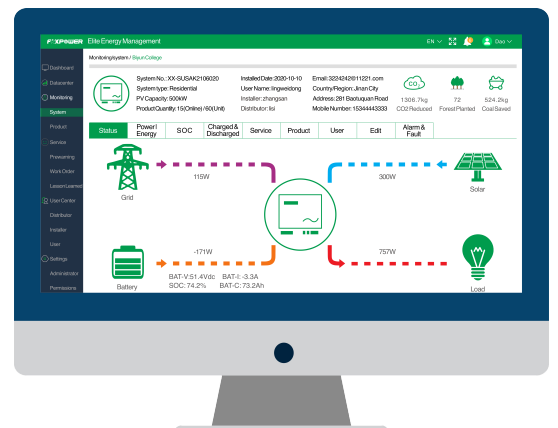 FOXPOWER Elite Energy Management EN Dao
Monitoring/system / Siyun College
Dashboard
Datacenter
Monitoring
System
Product
Service
Prewarning
Work Order
Lesson Learned
User Center
Distributor
Installer
User
Settings
Administrator
Permissions
System No.: XX-SUSAK2106020 Installed Date: 2020-10-10 Email: 3224242@11221.com
System type: Residential User Name: lingweidong Country/Region: Jinan City
PV Capacity: 500kW Installer: zhangsan Address: 281 Baotuquan Road
Product Quantity: 15(Online) / 60(Unit) Distributor: lisi Mobile Number: 15344443333
CO2
1306.7kg 72 524.2kg
CO2 Reduced Forest Planted Coal Saved
Status Power/ Energy SOC Charged & Discharged Service Product User Edit Alarm & Fault
115W 300W
Grid Solar
-171W 757W
BAT-V:51.4Vdc BAT-I:-3.3A
SOC: 74.2% BAT-C:73.2Ah
Battery Load